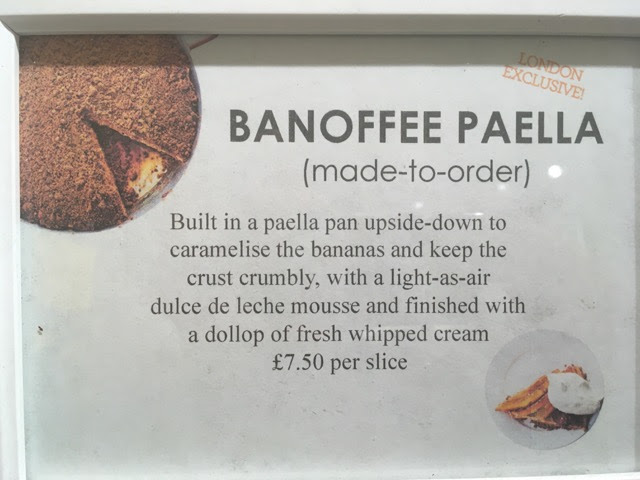 LONDON
EXCLUSIVE!
BANOFFEE PAELLA
(made-to-order)
Built in a paella pan upside-down to
caramelise the bananas and keep the
crust crumbly, with a light-as-air
dulce de leche mousse and finished with
a dollop of fresh whipped cream
£7.50 per slice